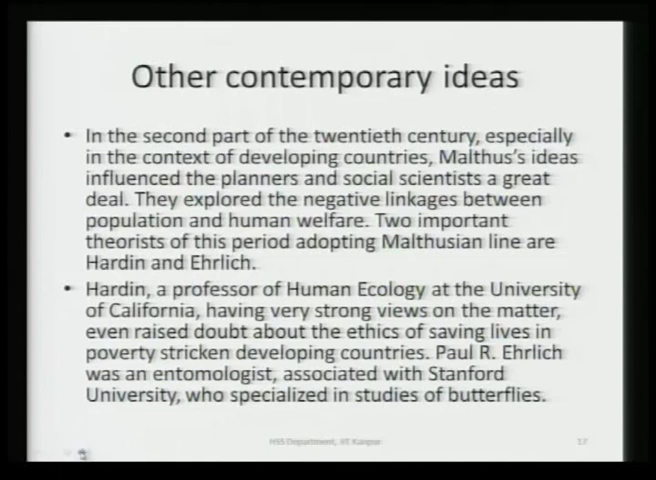 Other contemporary ideas
• In the second part of the twentieth century, especially
in the context of developing countries, Malthus's ideas
influenced the planners and social scientists a great
deal. They explored the negative linkages between
population and human welfare. Two important
theorists of this period adopting Malthusian line are
Hardin and Ehrlich.
• Hardin, a professor of Human Ecology at the University
of California, having very strong views on the matter,
even raised doubt about the ethics of saving lives in
poverty stricken developing countries. Paul R. Ehrlich
was an entomologist, associated with Stanford
University, who specialized in studies of butterflies.
HSS Department, IIT Kanpur
17